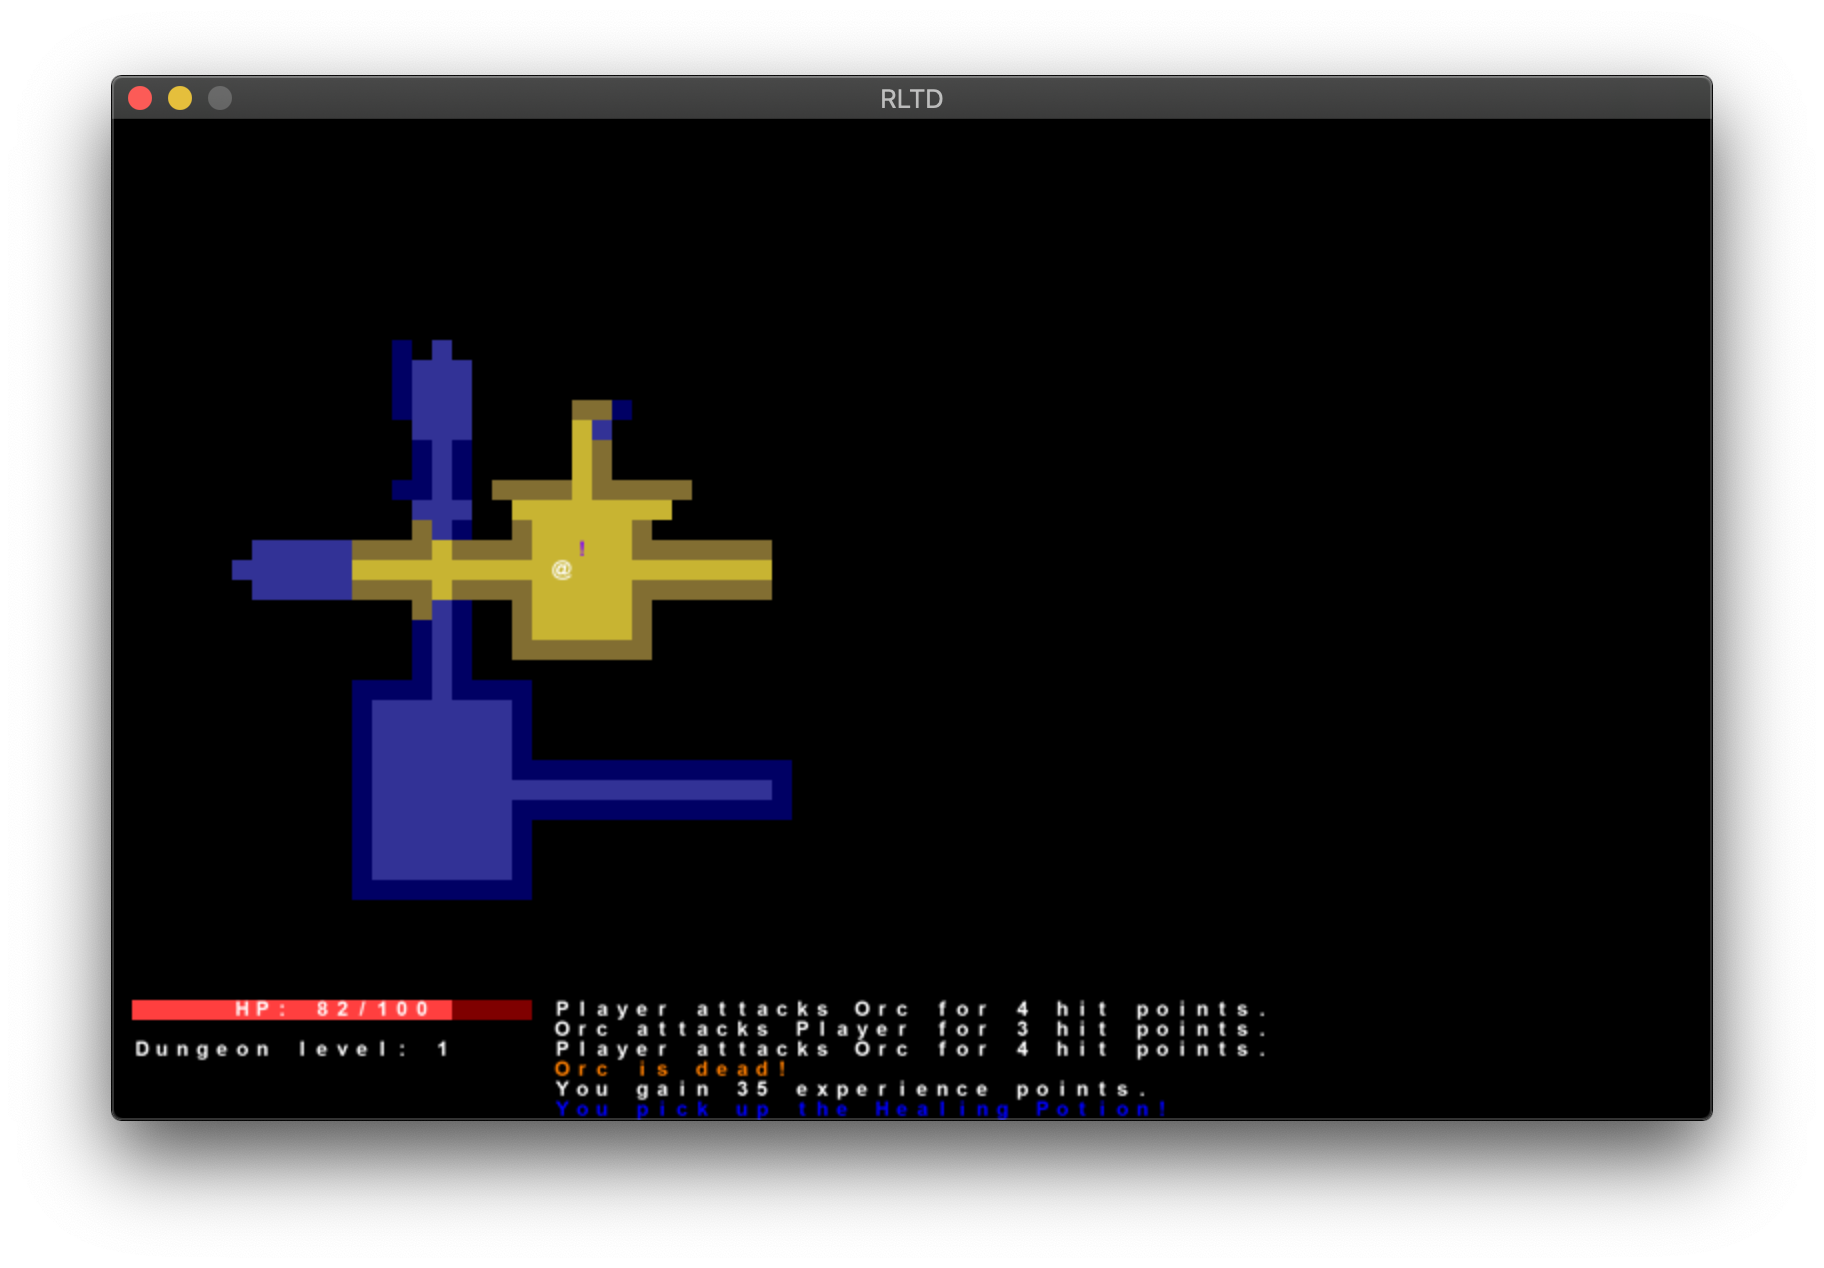 RLTD
!
@
HP: 82/100
Dungeon level: 1
Player attacks Orc for 4 hit points.
Orc attacks Player for 3 hit points.
Player attacks Orc for 4 hit points.
Orc is dead!
You gain 35 experience points.
You pick up the Healing Potion!